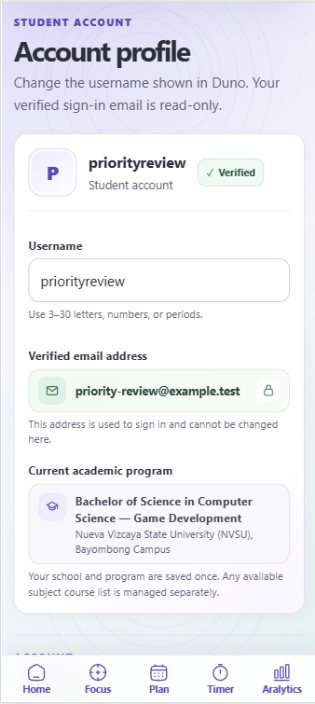 STUDENT ACCOUNT
Account profile
Change the username shown in Duno. Your
verified sign-in email is read-only.
P
priorityreview
Student account
✓ Verified
Username
priorityreview
Use 3–30 letters, numbers, or periods.
Verified email address
priority-review@example.test
This address is used to sign in and cannot be changed
here.
Current academic program
Bachelor of Science in Computer
Science — Game Development
Nueva Vizcaya State University (NVSU),
Bayombong Campus
Your school and program are saved once. Any available
subject course list is managed separately.
Home
Focus
Plan
Timer
Analytics